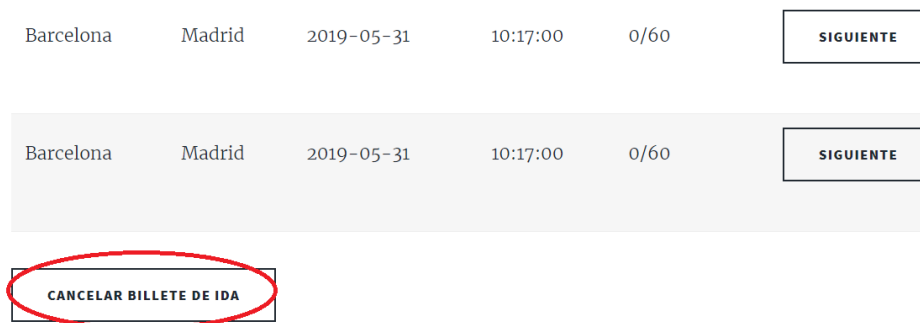 Barcelona Madrid 2019-05-31 10:17:00 0/60 SIGUIENTE
Barcelona Madrid 2019-05-31 10:17:00 0/60 SIGUIENTE
CANCELAR BILLETE DE IDA